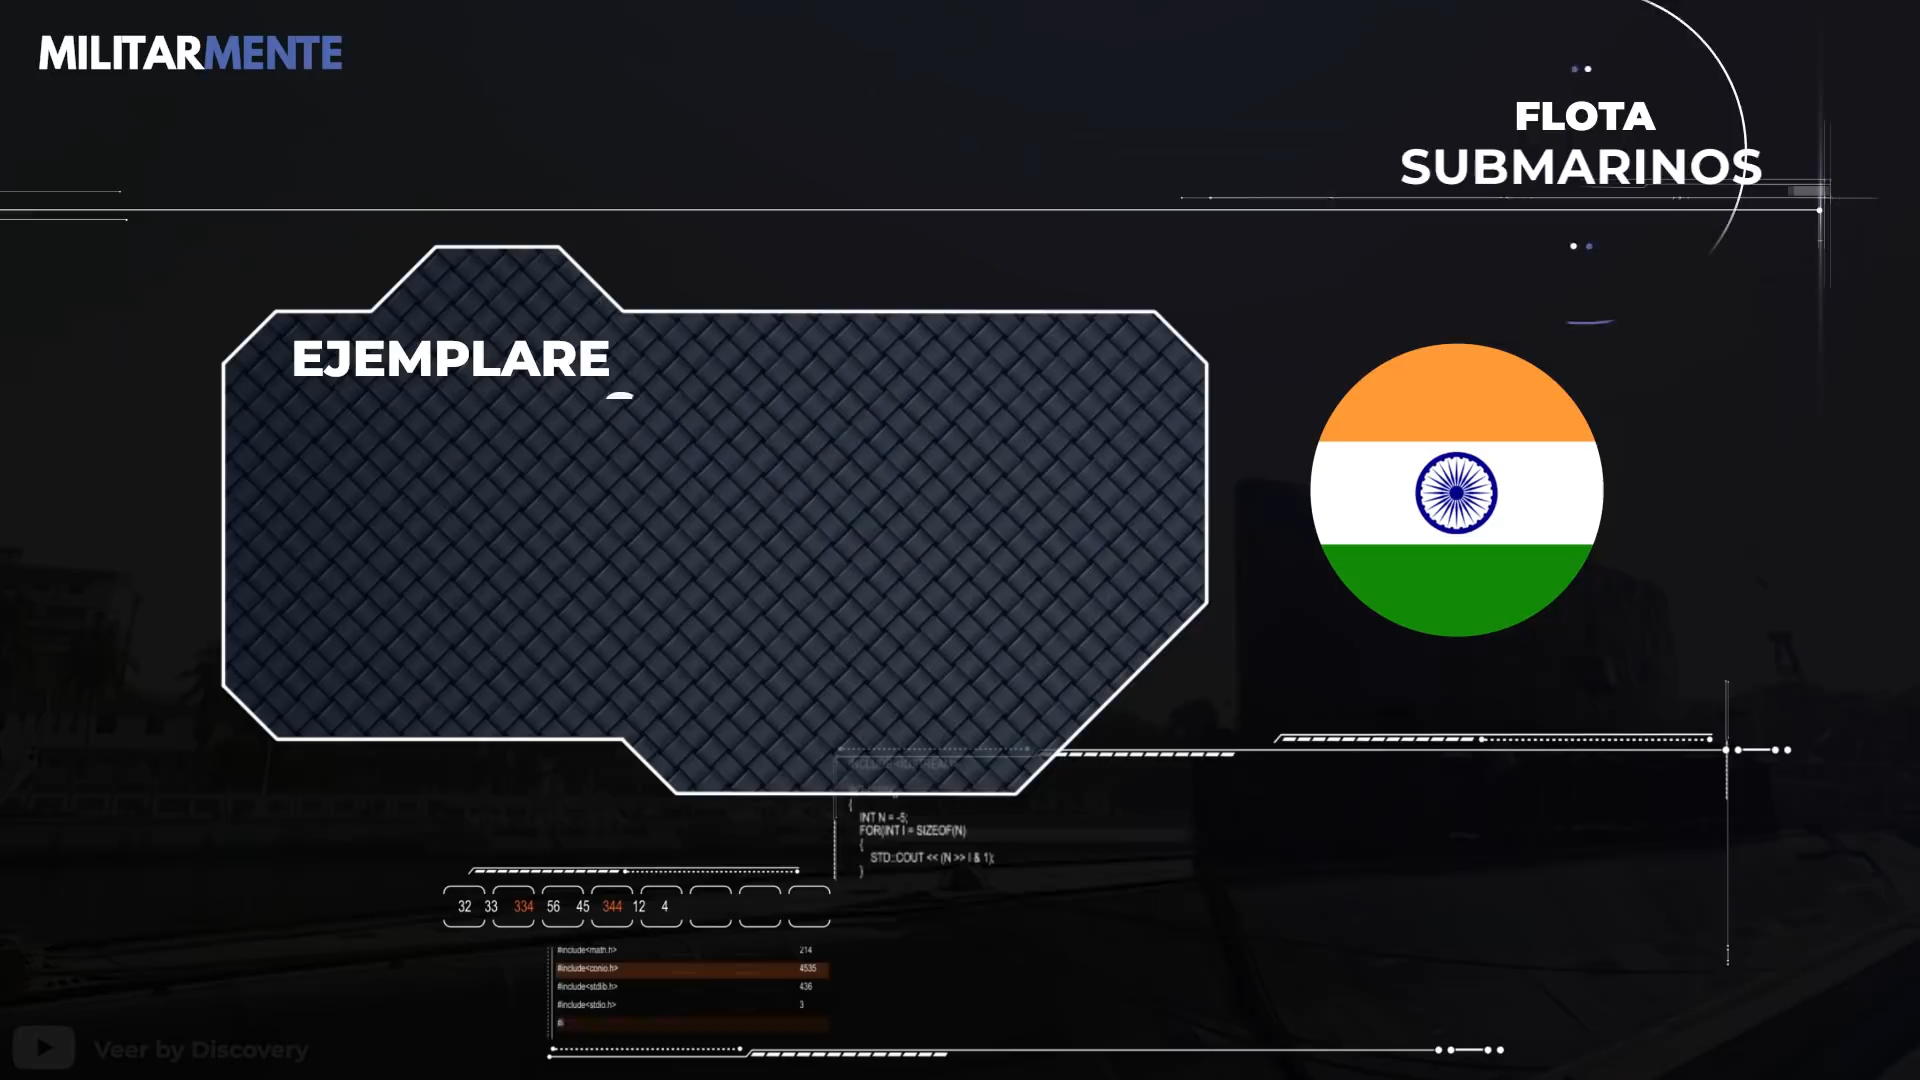 MILITARMENTE
FLOTA
SUBMARINOS
EJEMPLARE
INT N = -5;
FOR(INT I = SIZEOF(N)
{
STD::COUT << (N >> I & 1);
}
32 33 334 56 45 344 12 4
#include<math.h> 214
#include<conio.h> 4535
#include<stdlib.h> 436
#include<stdio.h> 3
Veer by Discovery